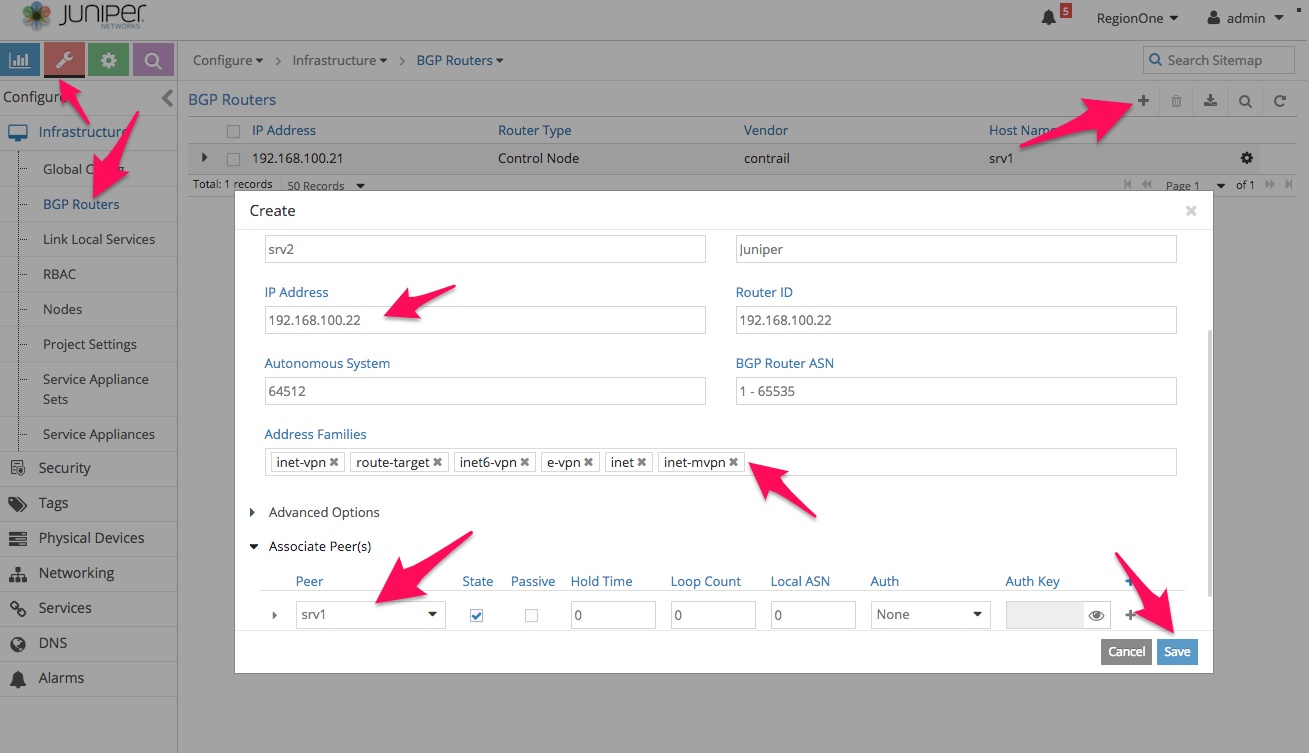 JUNIPER
NETWORKS
5
RegionOne
admin
Configure
Infrastructure
BGP Routers
Search Sitemap
Configure
BGP Routers
Infrastructure
IP Address
Router Type
Vendor
Host Name
Global
192.168.100.21
Control Node
contrail
srv1
Total: 1 records
50 Records
Page 1
of 1
BGP Routers
Link Local Services
RBAC
Nodes
Project Settings
Service Appliance
Sets
Service Appliances
Security
Tags
Physical Devices
Networking
Services
DNS
Alarms
Create
srv2
Juniper
IP Address
Router ID
192.168.100.22
192.168.100.22
Autonomous System
BGP Router ASN
64512
1 - 65535
Address Families
inet-vpn
route-target
inet6-vpn
e-vpn
inet
inet-mvpn
Advanced Options
Associate Peer(s)
Peer
State
Passive
Hold Time
Loop Count
Local ASN
Auth
Auth Key
srv1
0
0
0
None
Cancel
Save